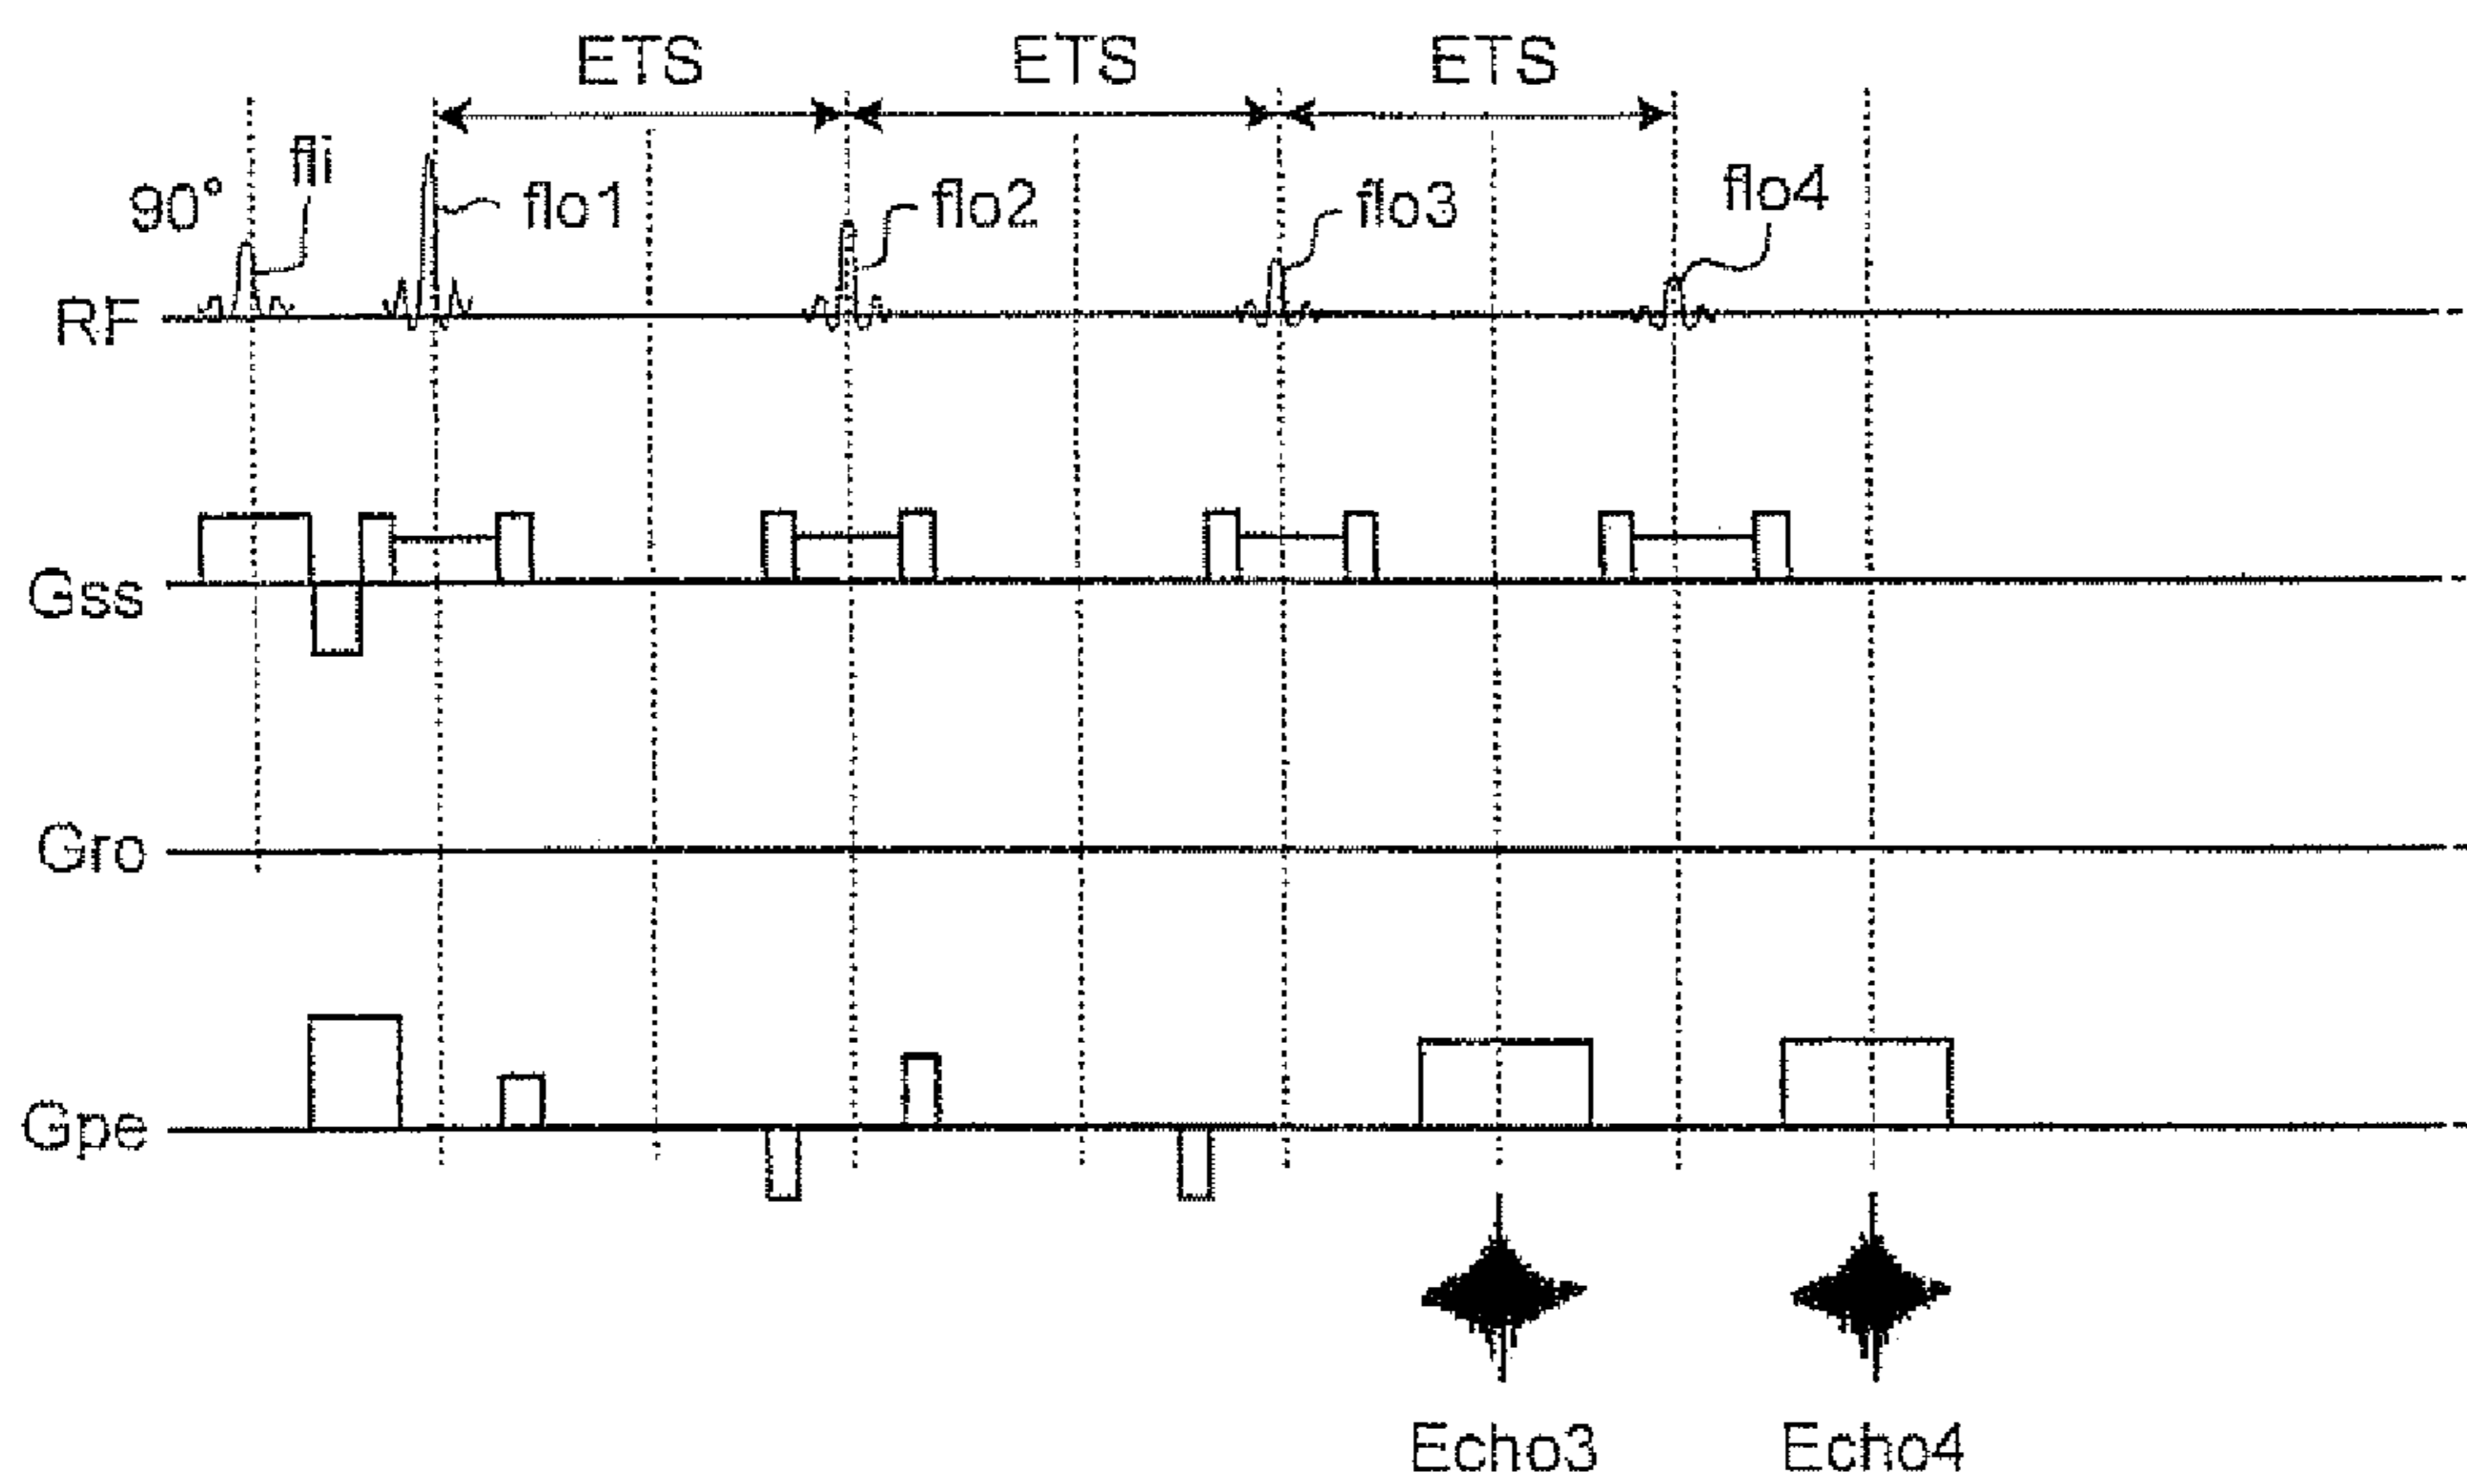 ETS ETS ETS
90° fli flo1 flo2 flo3 flo4
RF
Gss
Gro
Gpe
Echo3 Echo4